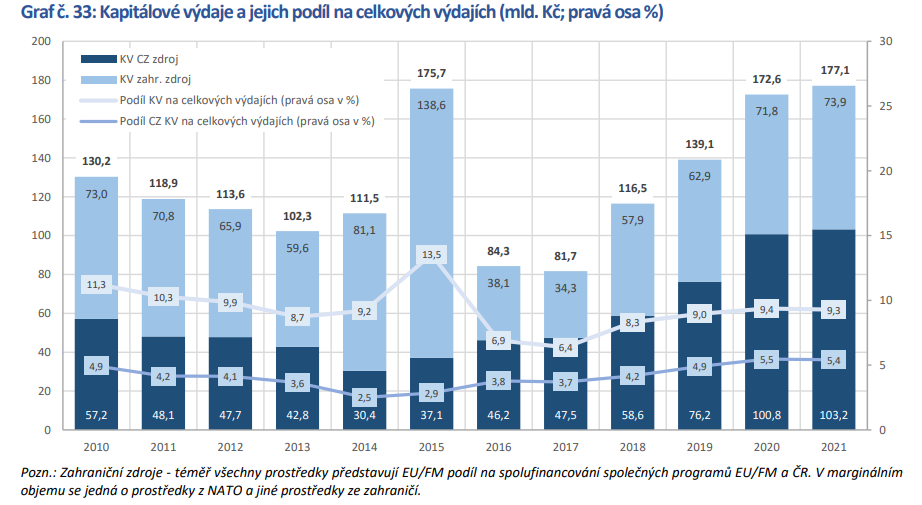 Graf č. 33: Kapitálové výdaje a jejich podíl na celkových výdajích (mld. Kč; pravá osa %)
200 30
180 25
160
140 20
120
100 15
80
60 10
40 5
20
0 0
KV CZ zdroj
KV zahr. zdroj
Podíl KV na celkových výdajích (pravá osa v %)
Podíl CZ KV na celkových výdajích (pravá osa v %)
130,2 118,9 113,6 102,3 111,5 175,7 84,3 81,7 116,5 139,1 172,6 177,1
73,0 70,8 65,9 59,6 81,1 138,6 38,1 34,3 57,9 62,9 71,8 73,9
11,3 10,3 9,9 8,7 9,2 13,5 6,9 6,4 8,3 9,0 9,4 9,3
4,9 4,2 4,1 3,6 2,5 2,9 3,8 3,7 4,2 4,9 5,5 5,4
57,2 48,1 47,7 42,8 30,4 37,1 46,2 47,5 58,6 76,2 100,8 103,2
2010 2011 2012 2013 2014 2015 2016 2017 2018 2019 2020 2021
Pozn.: Zahraniční zdroje - téměř všechny prostředky představují EU/FM podíl na spolufinancování společných programů EU/FM a ČR. V marginálním
objemu se jedná o prostředky z NATO a jiné prostředky ze zahraničí.